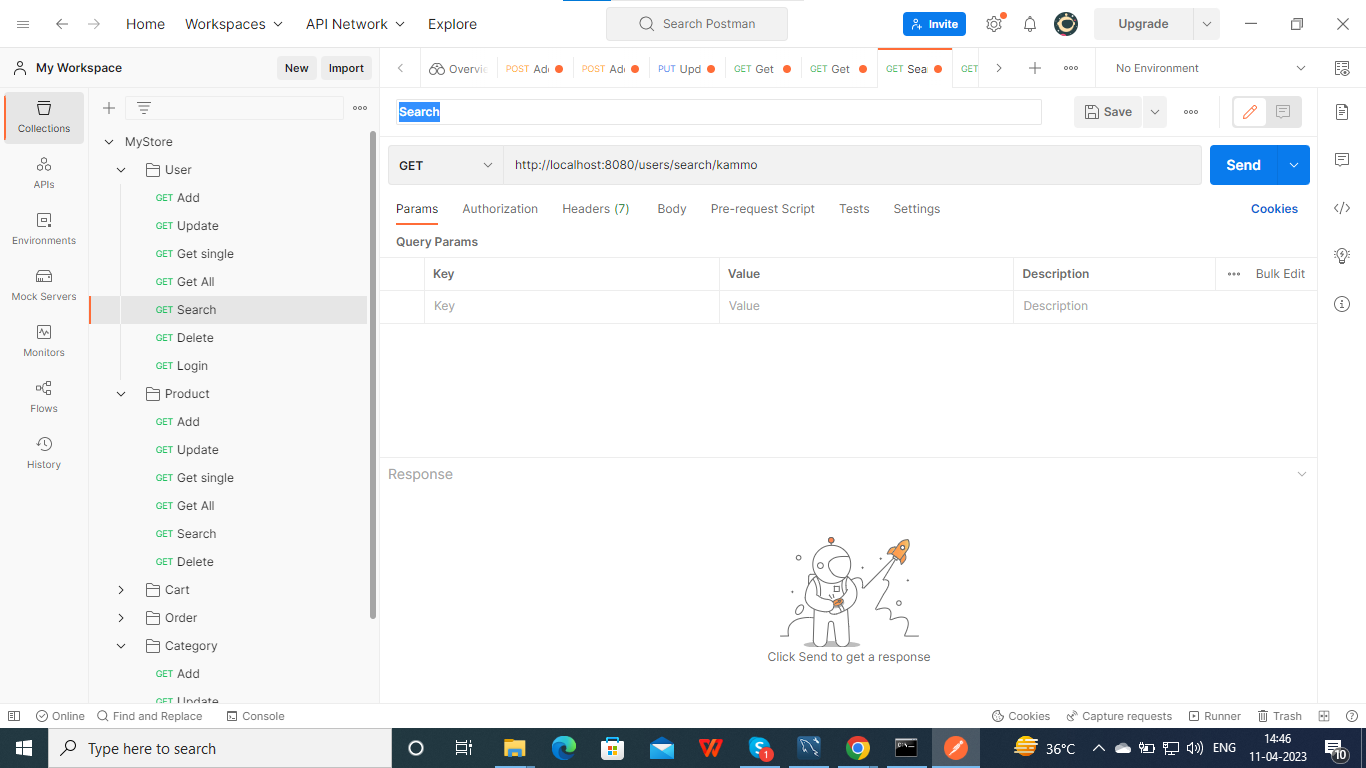 Home Workspaces API Network Explore Search Postman Invite Upgrade
My Workspace New Import Overvie POST Add PUT Upd GET Get GET Get GET Sea GET No Environment
Search Save
Collections
APIs
Environments
Mock Servers
Monitors
Flows
History
MyStore
User
GET Add
GET Update
GET Get single
GET Get All
GET Search
GET Delete
GET Login
Product
GET Add
GET Update
GET Get single
GET Get All
GET Search
GET Delete
Cart
Order
Category
GET Add
GET Update
GET http://localhost:8080/users/search/kammo Send
Params Authorization Headers (7) Body Pre-request Script Tests Settings Cookies
Query Params
Key Value Description Bulk Edit
Key Value Description
Response
Click Send to get a response
Online Find and Replace Console Cookies Capture requests Runner Trash
Type here to search 1 36°C ENG 14:46
11-04-2023 10